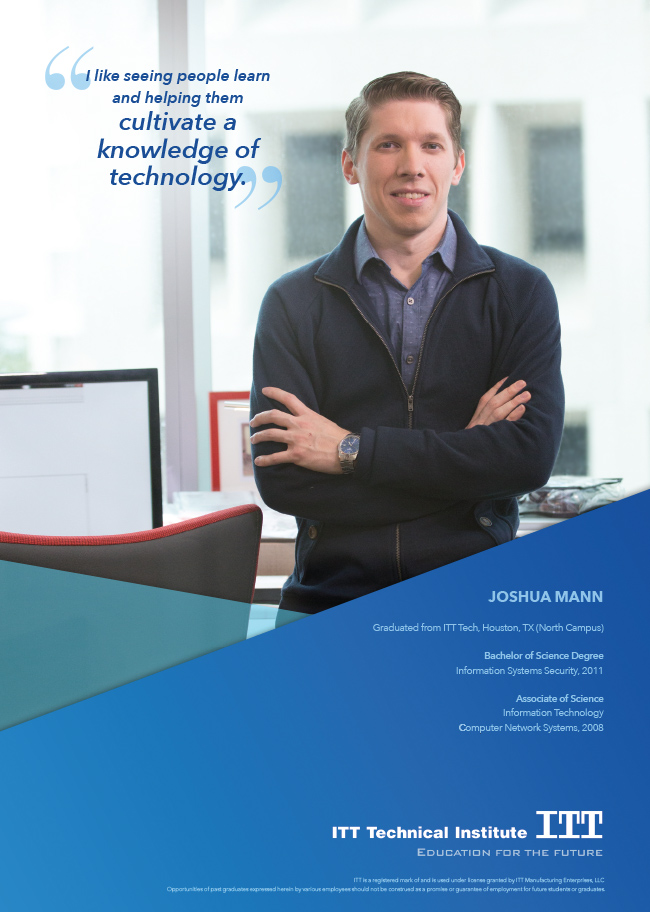 “I like seeing people learn
and helping them
cultivate a
knowledge of
technology.”
JOSHUA MANN
Graduated from ITT Tech, Houston, TX (North Campus)
Bachelor of Science Degree
Information Systems Security, 2011
Associate of Science
Information Technology
Computer Network Systems, 2008
ITT Technical Institute ITT
EDUCATION FOR THE FUTURE
ITT is a registered mark of and is used under license granted by ITT Manufacturing Enterprises, LLC
Opportunities of past graduates expressed herein by various employees should not be construed as a promise or guarantee of employment for future students or graduates.